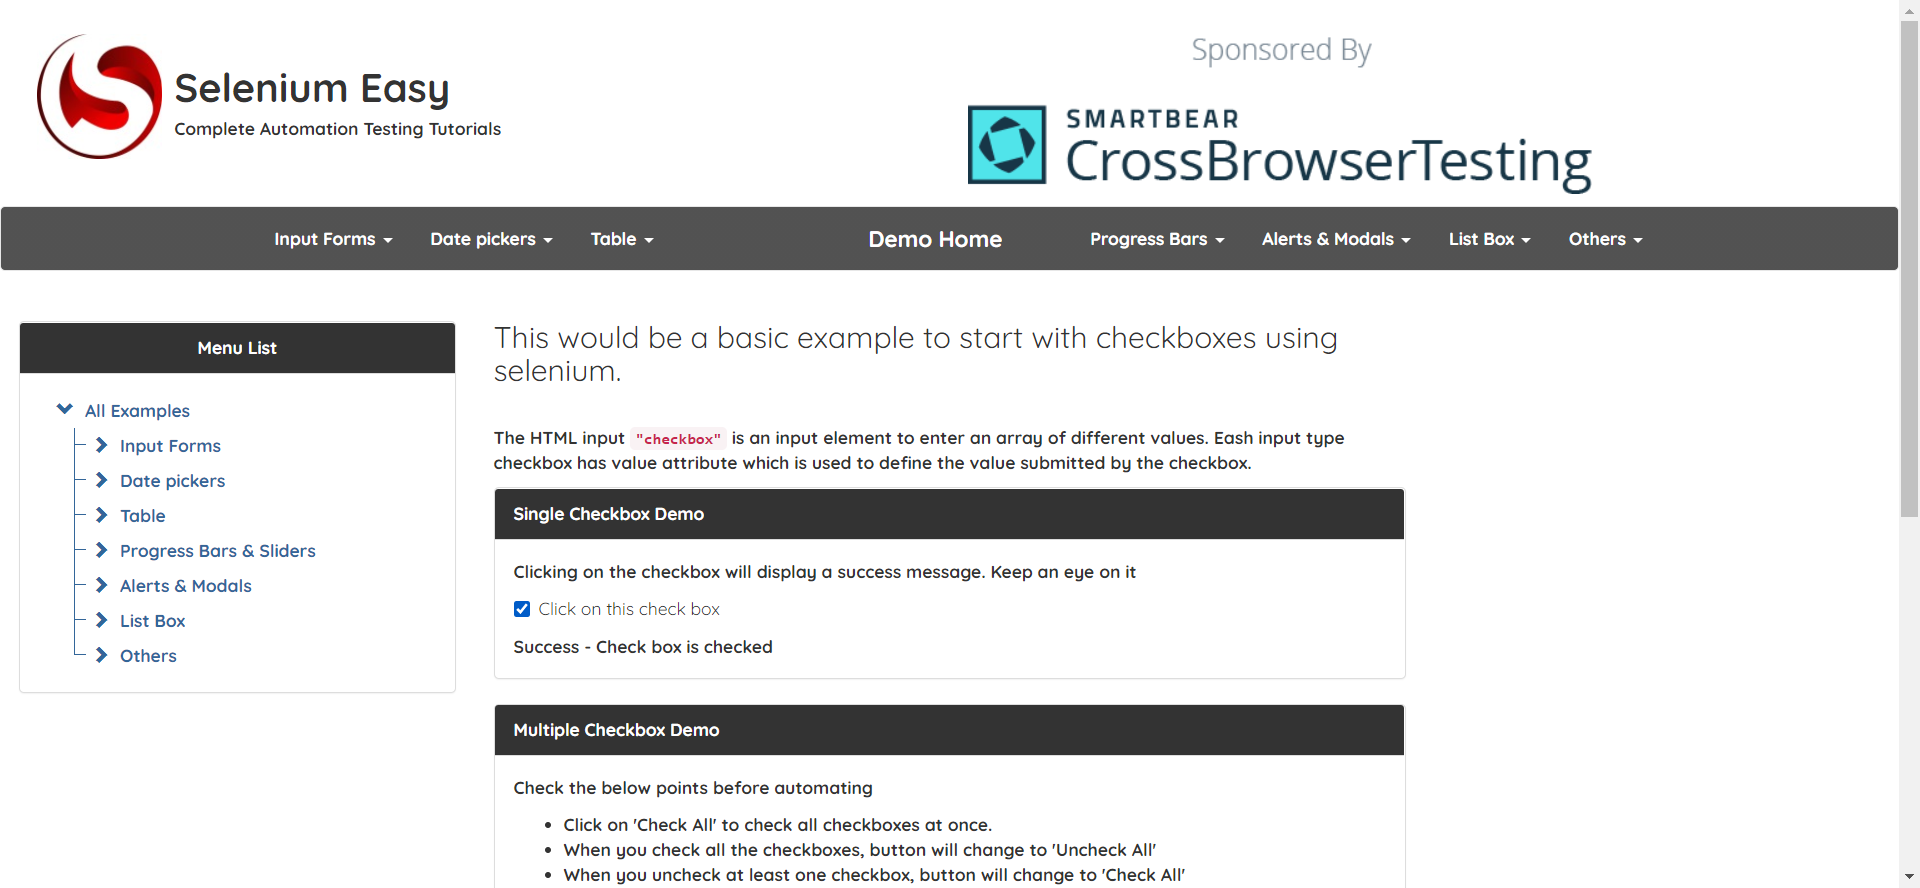 Sponsored By
Selenium Easy
Complete Automation Testing Tutorials
SMARTBEAR
CrossBrowserTesting
Input Forms Date pickers Table Demo Home Progress Bars Alerts & Modals List Box Others
Menu List
All Examples
Input Forms
Date pickers
Table
Progress Bars & Sliders
Alerts & Modals
List Box
Others
This would be a basic example to start with checkboxes using
selenium.
The HTML input "checkbox" is an input element to enter an array of different values. Eash input type
checkbox has value attribute which is used to define the value submitted by the checkbox.
Single Checkbox Demo
Clicking on the checkbox will display a success message. Keep an eye on it
Click on this check box
Success - Check box is checked
Multiple Checkbox Demo
Check the below points before automating
• Click on 'Check All' to check all checkboxes at once.
• When you check all the checkboxes, button will change to 'Uncheck All'
• When you uncheck at least one checkbox, button will change to 'Check All'